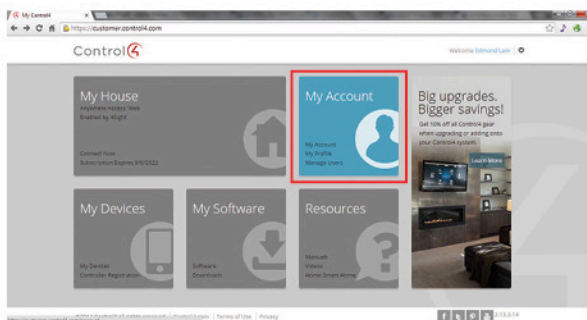 My Control4
https://customer.control4.com
Control4
Welcome Edmond Lam
My House
Anywhere Access: Web
Enabled by 4Sight
Connect Now
Subscription Expires 9/9/2022
My Account
My Account
My Profile
Manage Users
Big upgrades.
Bigger savings!
Get 10% off all Control4 gear
when upgrading or adding onto
your Control4 system.
Learn More
My Devices
My Devices
Controller Registration
My Software
Software
Downloads
Resources
Manuals
Videos
Home Smart Home
Terms of Use | Privacy